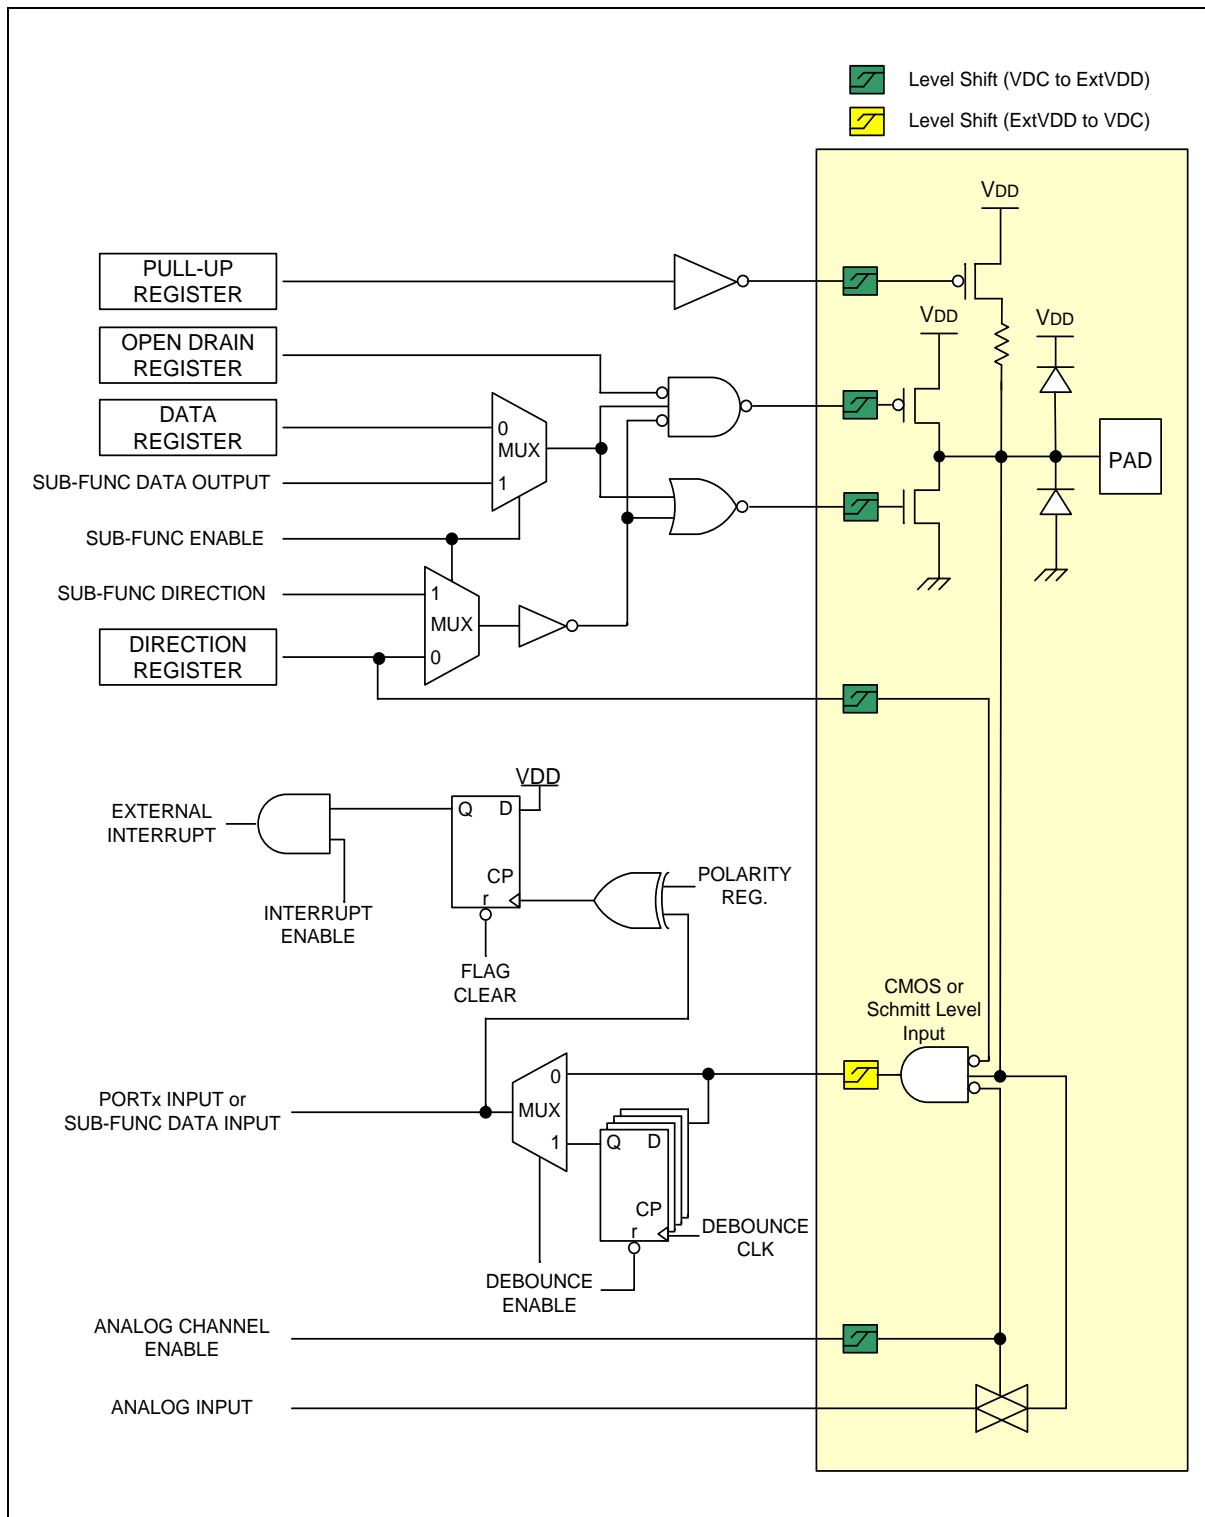 Level Shift (VDC to ExtVDD)
Level Shift (ExtVDD to VDC)
VDD
PULL-UP
REGISTER
VDD
VDD
OPEN DRAIN
REGISTER
DATA
REGISTER
0
MUX
1
PAD
SUB-FUNC DATA OUTPUT
SUB-FUNC ENABLE
SUB-FUNC DIRECTION
1
MUX
0
DIRECTION
REGISTER
VDD
EXTERNAL
INTERRUPT
Q D
CP
r
POLARITY
REG.
INTERRUPT
ENABLE
FLAG
CLEAR
CMOS or
Schmitt Level
Input
PORTx INPUT or
SUB-FUNC DATA INPUT
0
MUX
1
Q D
CP
r
DEBOUNCE
CLK
DEBOUNCE
ENABLE
ANALOG CHANNEL
ENABLE
ANALOG INPUT